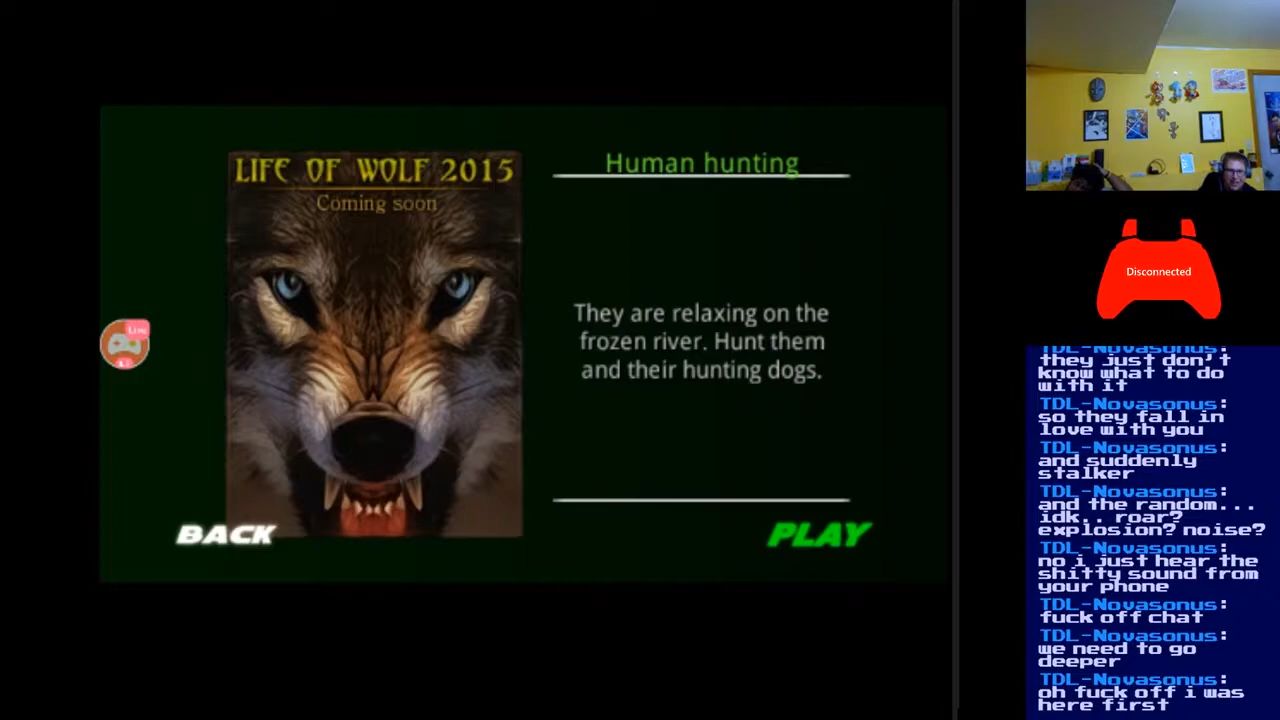 LIFE OF WOLF 2015
Coming soon
Human hunting
They are relaxing on the
frozen river. Hunt them
and their hunting dogs.
BACK
PLAY
Live
Disconnected
TDL-Novasonus:
they just don't
know what to do
with it
TDL-Novasonus:
so they fall in
love with you
TDL-Novasonus:
and suddenly
stalker
TDL-Novasonus:
and the random...
idk.. roar?
explosion? noise?
TDL-Novasonus:
no i just hear the
shitty sound from
your phone
TDL-Novasonus:
fuck off chat
TDL-Novasonus:
we need to go
deeper
TDL-Novasonus:
oh fuck off i was
here first